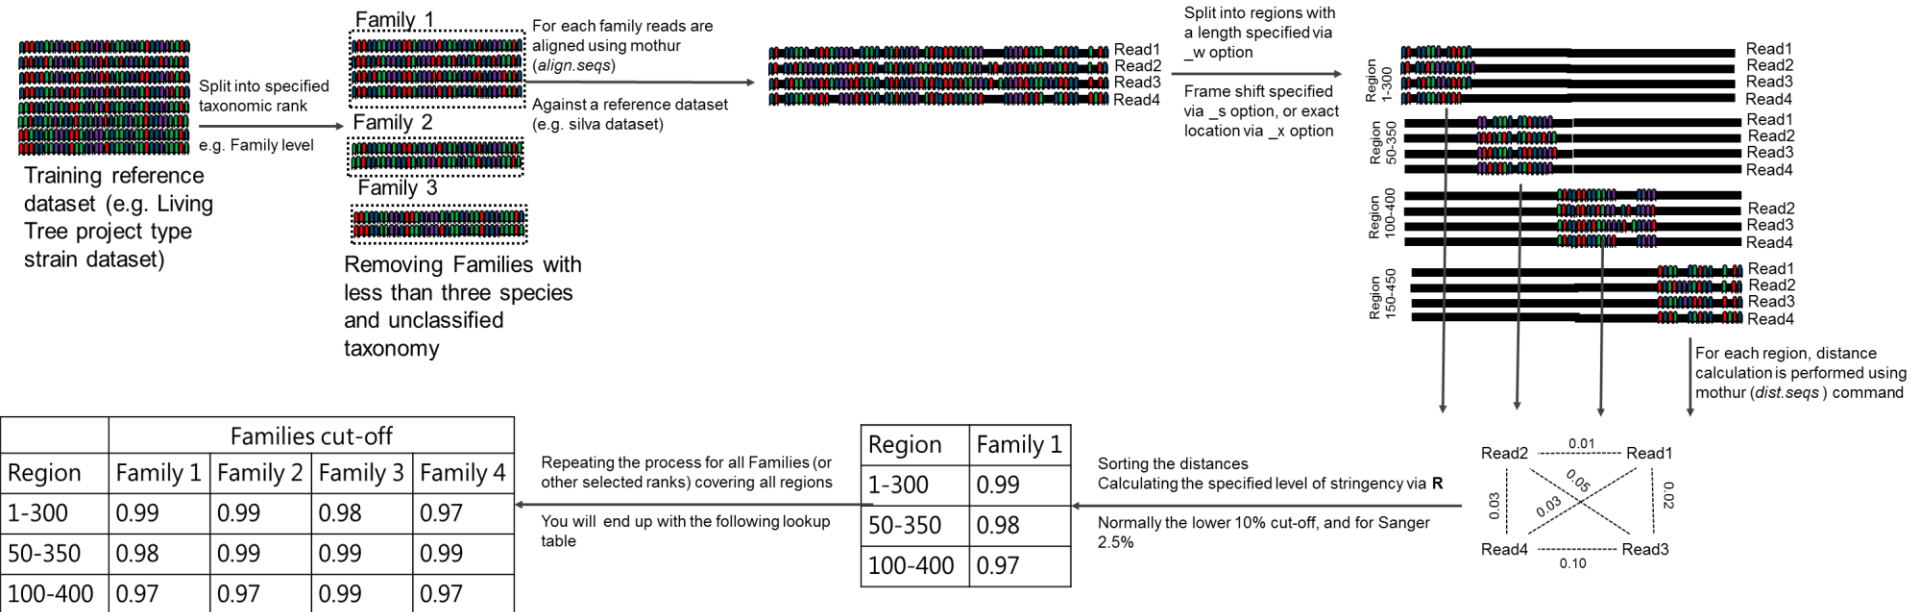 Training reference
dataset (e.g. Living
Tree project type
strain dataset)
Split into specified
taxonomic rank
e.g. Family level
Family 1
Family 2
Family 3
Removing Families with
less than three species
and unclassified
taxonomy
For each family reads are
aligned using mothur
(align.seqs)
Against a reference dataset
(e.g. silva dataset)
Read1
Read2
Read3
Read4
Split into regions with
a length specified via
_w option
Frame shift specified
via _s option, or exact
location via _x option
Region
1-300
Read1
Read2
Read3
Read4
Region
50-350
Read1
Read2
Read3
Read4
Region
100-400
Read2
Read3
Read4
Region
150-450
Read1
Read2
Read3
Read4
For each region, distance
calculation is performed using
mothur (dist.seqs ) command
Read2 0.01 Read1
0.05
0.03 0.03 0.02
Read4 0.10 Read3
Sorting the distances
Calculating the specified level of stringency via R
Normally the lower 10% cut-off, and for Sanger
2.5%
Region Family 1
1-300 0.99
50-350 0.98
100-400 0.97
Repeating the process for all Families (or
other selected ranks) covering all regions
You will end up with the following lookup
table
Families cut-off
Region Family 1 Family 2 Family 3 Family 4
1-300 0.99 0.99 0.98 0.97
50-350 0.98 0.99 0.99 0.99
100-400 0.97 0.97 0.99 0.97